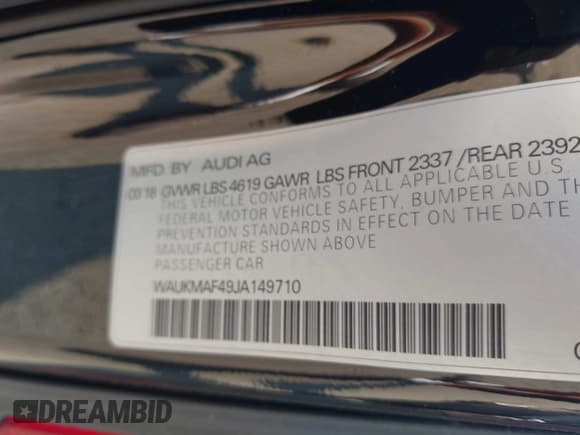 MFD. BY AUDI AG
03 18 GVWR LBS 4619 GAWR LBS FRONT 2337 /REAR 2392
THIS VEHICLE CONFORMS TO ALL APPLICABLE U.S.
FEDERAL MOTOR VEHICLE SAFETY, BUMPER AND THE
PREVENTION STANDARDS IN EFFECT ON THE DATE
MANUFACTURE SHOWN ABOVE
PASSENGER CAR
WAUKMAF49JA149710
DREAMBID